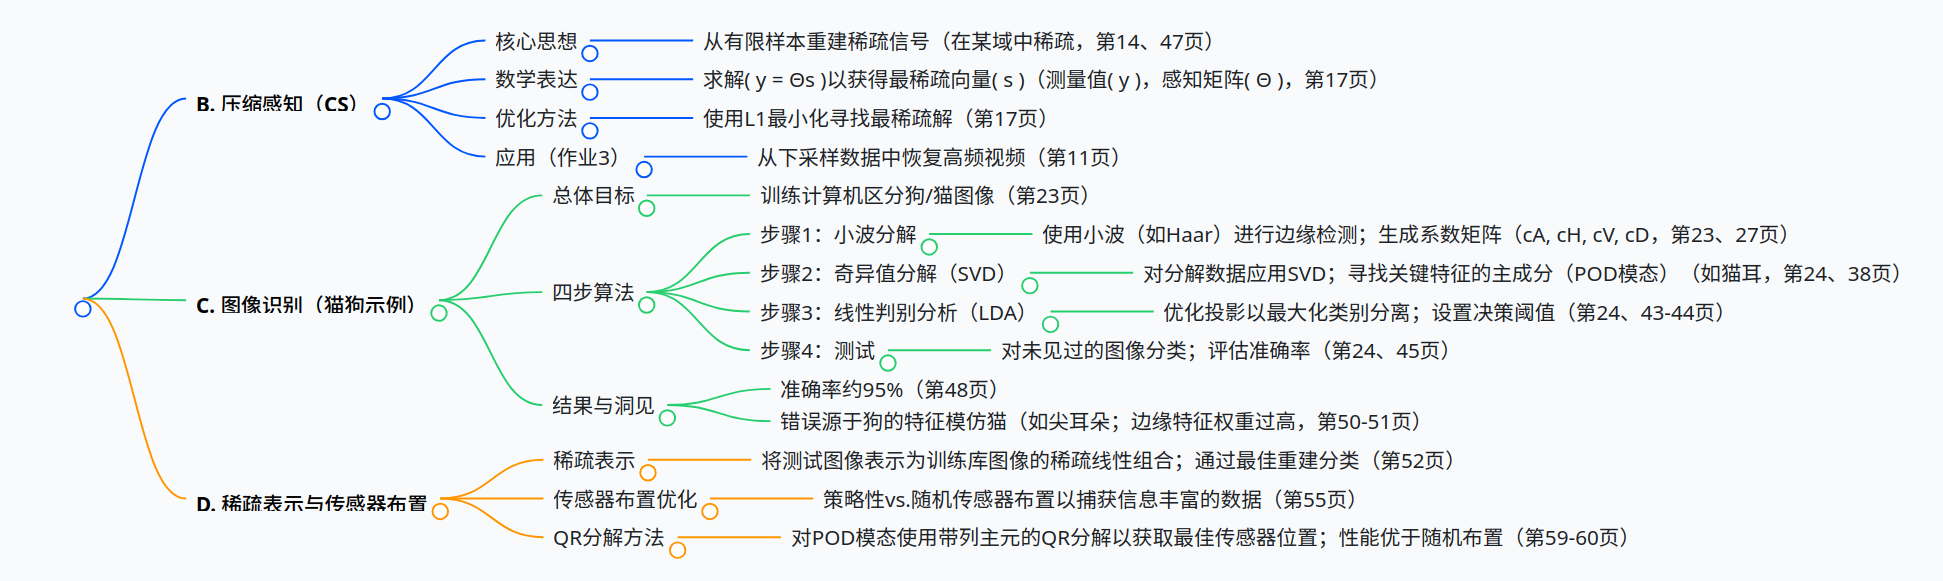 B. 压缩感知（CS）
核心思想
从有限样本重建稀疏信号（在某域中稀疏，第14、47页）
数学表达
求解( y = Θs )以获得最稀疏向量( s )（测量值( y )，感知矩阵( Θ )，第17页）
优化方法
使用L1最小化寻找最稀疏解（第17页）
应用（作业3）
从下采样数据中恢复高频视频（第11页）
C. 图像识别（猫狗示例）
总体目标
训练计算机区分狗/猫图像（第23页）
四步算法
步骤1：小波分解
使用小波（如Haar）进行边缘检测；生成系数矩阵（cA, cH, cV, cD，第23、27页）
步骤2：奇异值分解（SVD）
对分解数据应用SVD；寻找关键特征的主成分（POD模态）（如猫耳，第24、38页）
步骤3：线性判别分析（LDA）
优化投影以最大化类别分离；设置决策阈值（第24、43-44页）
步骤4：测试
对未见过的图像分类；评估准确率（第24、45页）
结果与洞见
准确率约95%（第48页）
错误源于狗的特征模仿猫（如尖耳朵；边缘特征权重过高，第50-51页）
D. 稀疏表示与传感器布置
稀疏表示
将测试图像表示为训练库图像的稀疏线性组合；通过最佳重建分类（第52页）
传感器布置优化
策略性vs.随机传感器布置以捕获信息丰富的数据（第55页）
QR分解方法
对POD模态使用带列主元的QR分解以获取最佳传感器位置；性能优于随机布置（第59-60页）